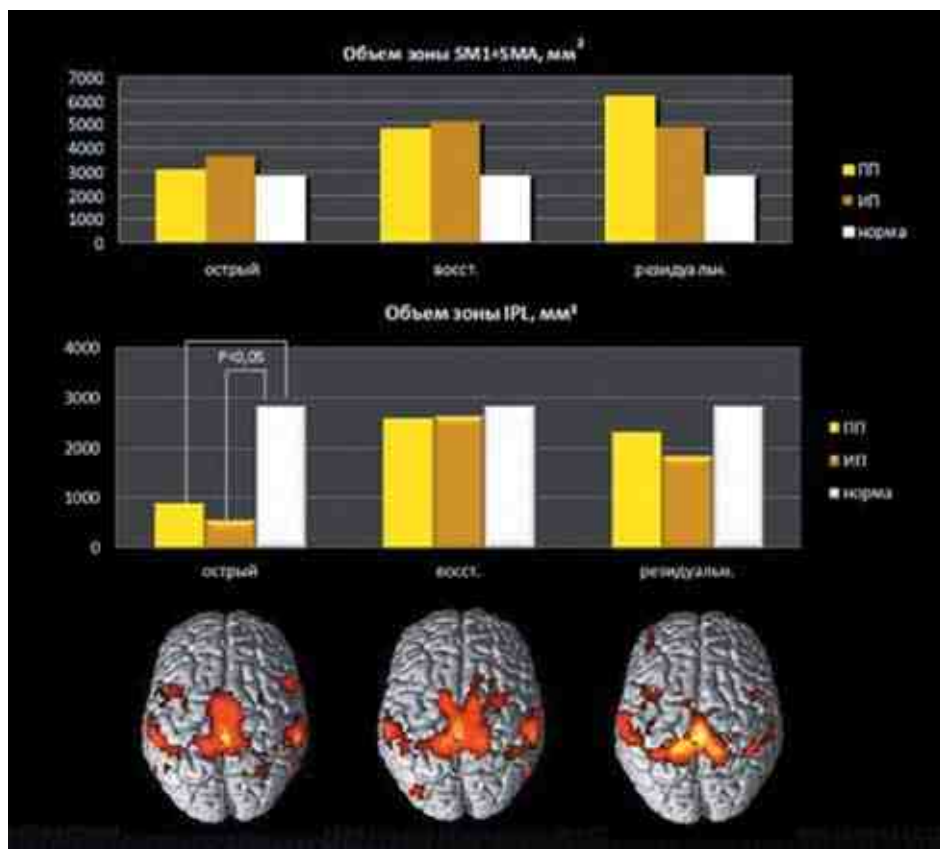 Объем зоны SM1+SMA, мм³
7000
6000
5000
4000
3000
2000
1000
0
острый восст. резидуальн.
ПП
ИП
норма
Объем зоны IPL, мм³
4000
3000
2000
1000
0
P<0,05
острый восст. резидуальн.
ПП
ИП
норма